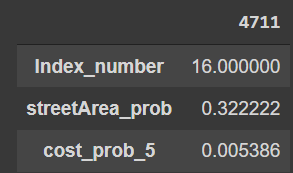 4711
Index_number 16.000000
streetArea_prob 0.322222
cost_prob_5 0.005386